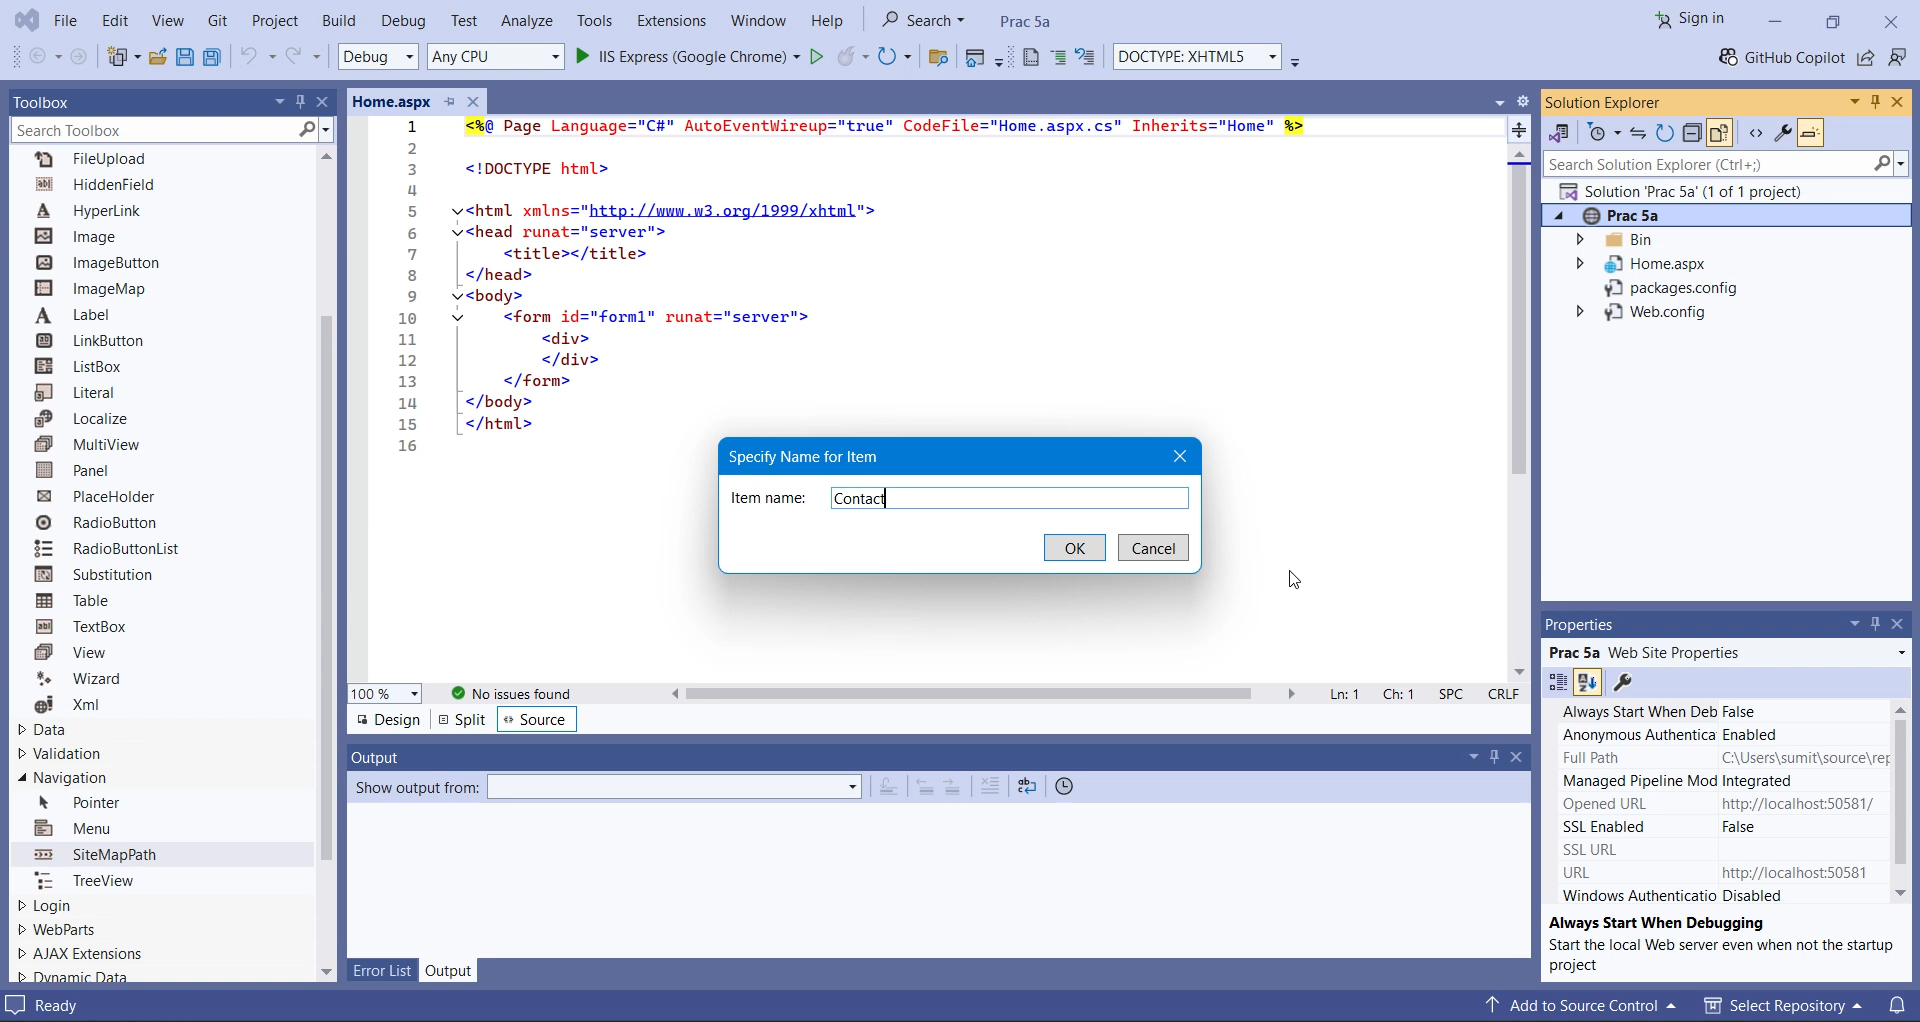 File Edit View Git Project Build Debug Test Analyze Tools Extensions Window Help Search Prac 5a Sign in
Debug Any CPU IIS Express (Google Chrome) DOCTYPE: XHTML5 GitHub Copilot
Toolbox
Search Toolbox
FileUpload
HiddenField
HyperLink
Image
ImageButton
ImageMap
Label
LinkButton
ListBox
Literal
Localize
MultiView
Panel
PlaceHolder
RadioButton
RadioButtonList
Substitution
Table
TextBox
View
Wizard
Xml
Data
Validation
Navigation
Pointer
Menu
SiteMapPath
TreeView
Login
WebParts
AJAX Extensions
Dynamic Data
Home.aspx
1 <%@ Page Language="C#" AutoEventWireup="true" CodeFile="Home.aspx.cs" Inherits="Home" %>
2
3 <!DOCTYPE html>
4
5 <html xmlns="http://www.w3.org/1999/xhtml">
6 <head runat="server">
7 <title></title>
8 </head>
9 <body>
10 <form id="form1" runat="server">
11 <div>
12 </div>
13 </form>
14 </body>
15 </html>
16
Specify Name for Item
Item name: Contact
OK Cancel
100 % No issues found Ln: 1 Ch: 1 SPC CRLF
Design Split Source
Output
Show output from:
Error List Output
Solution Explorer
Search Solution Explorer (Ctrl+;)
Solution 'Prac 5a' (1 of 1 project)
Prac 5a
Bin
Home.aspx
packages.config
Web.config
Properties
Prac 5a Web Site Properties
Always Start When Deb False
Anonymous Authentica Enabled
Full Path C:\Users\sumit\source\rep
Managed Pipeline Mod Integrated
Opened URL http://localhost:50581/
SSL Enabled False
SSL URL
URL http://localhost:50581
Windows Authenticatio Disabled
Always Start When Debugging
Start the local Web server even when not the startup
project
Ready Add to Source Control Select Repository